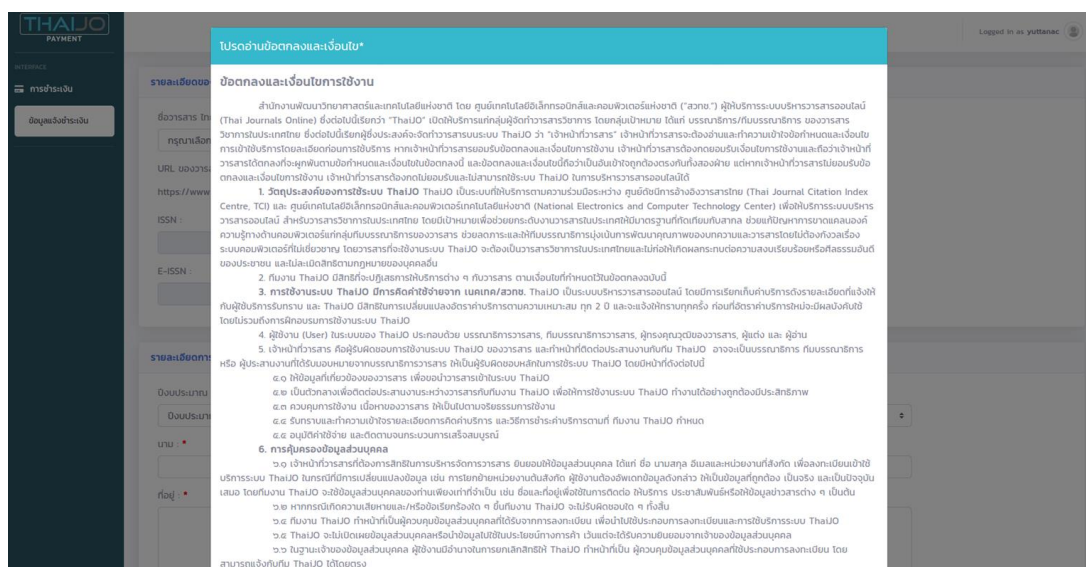 THAIJO
PAYMENT
Logged in as yuttanac
INTERFACE
การชำระเงิน
ข้อมูลแจ้งชำระเงิน
โปรดอ่านข้อตกลงและเงื่อนไข*
รายละเอียดขอ
ชื่อวารสาร ไท
กรุณาเลือก
URL ของวารส
https://www
ISSN :
E-ISSN :
รายละเอียดกา
ปีงบประมาณ
ปีงบประมา
นาม : *
ที่อยู่ : *
ข้อตกลงและเงื่อนไขการใช้งาน
สำนักงานพัฒนาวิทยาศาสตร์และเทคโนโลยีแห่งชาติ โดย ศูนย์เทคโนโลยีอิเล็กทรอนิกส์และคอมพิวเตอร์แห่งชาติ ("สวทช.") ผู้ให้บริการระบบบริหารวารสารออนไลน์
(Thai Journals Online) ซึ่งต่อไปนี้เรียกว่า "ThaiJO" เปิดให้บริการแก่กลุ่มผู้จัดทำวารสารวิชาการ โดยกลุ่มเป้าหมาย ได้แก่ บรรณาธิการ/ทีมบรรณาธิการ ของวารสาร
วิชาการในประเทศไทย ซึ่งต่อไปนี้เรียกผู้ซึ่งประสงค์จะจัดทำวารสารบนระบบ ThaiJO ว่า "เจ้าหน้าที่วารสาร" เจ้าหน้าที่วารสารจะต้องอ่านและทำความเข้าใจข้อกำหนดและเงื่อนไข
การเข้าใช้บริการโดยละเอียดก่อนการใช้บริการ หากเจ้าหน้าที่วารสารยอมรับข้อตกลงและเงื่อนไขการใช้งาน เจ้าหน้าที่วารสารต้องกดยอมรับเงื่อนไขการใช้งานและถือว่าเจ้าหน้าที่
วารสารได้ตกลงที่จะผูกพันตามข้อกำหนดและเงื่อนไขในข้อตกลงนี้ และข้อตกลงและเงื่อนไขนี้ถือว่าเป็นอันเข้าใจถูกต้องตรงกันทั้งสองฝ่าย แต่หากเจ้าหน้าที่วารสารไม่ยอมรับข้อ
ตกลงและเงื่อนไขการใช้งาน เจ้าหน้าที่วารสารต้องกดไม่ยอมรับและไม่สามารถใช้ระบบ ThaiJO ในการบริหารวารสารออนไลน์ได้
1. วัตถุประสงค์ของการใช้ระบบ ThaiJO ThaiJO เป็นระบบที่ให้บริการตามความร่วมมือระหว่าง ศูนย์ดัชนีการอ้างอิงวารสารไทย (Thai Journal Citation Index
Centre, TCI) และ ศูนย์เทคโนโลยีอิเล็กทรอนิกส์และคอมพิวเตอร์แห่งชาติ (National Electronics and Computer Technology Center) เพื่อให้บริการระบบบริหาร
วารสารออนไลน์ สำหรับวารสารวิชาการในประเทศไทย โดยมีเป้าหมายเพื่อช่วยยกระดับงานวารสารในประเทศให้มีมาตรฐานที่ทัดเทียมกับสากล ช่วยแก้ปัญหาการขาดแคลนองค์
ความรู้ทางด้านคอมพิวเตอร์แก่กลุ่มทีมบรรณาธิการของวารสาร ช่วยลดภาระและให้ทีมบรรณาธิการมุ่งเน้นการพัฒนาคุณภาพของบทความและวารสารโดยไม่ต้องกังวลเรื่อง
ระบบคอมพิวเตอร์ที่ไม่เชี่ยวชาญ โดยวารสารที่จะใช้งานระบบ ThaiJO จะต้องเป็นวารสารวิชาการในประเทศไทยและไม่ก่อให้เกิดผลกระทบต่อความสงบเรียบร้อยหรือศีลธรรมอันดี
ของประชาชน และไม่ละเมิดสิทธิตามกฎหมายของบุคคลอื่น
2. ทีมงาน ThaiJO มีสิทธิที่จะปฏิเสธการให้บริการต่าง ๆ กับวารสาร ตามเงื่อนไขที่กำหนดไว้ในข้อตกลงฉบับนี้
3. การใช้งานระบบ ThaiJO มีการคิดค่าใช้จ่ายจาก เนคเทค/สวทช. ThaiJO เป็นระบบบริหารวารสารออนไลน์ โดยมีการเรียกเก็บค่าบริการดังรายละเอียดที่แจ้งให้
กับผู้ใช้บริการรับทราบ และ ThaiJO มีสิทธิในการเปลี่ยนแปลงอัตราค่าบริการตามความเหมาะสม ทุก 2 ปี และจะแจ้งให้ทราบทุกครั้ง ก่อนที่อัตราค่าบริการใหม่จะมีผลบังคับใช้
โดยไม่รวมถึงการฝึกอบรมการใช้งานระบบ ThaiJO
4. ผู้ใช้งาน (User) ในระบบของ ThaiJO ประกอบด้วย บรรณาธิการวารสาร, ทีมบรรณาธิการวารสาร, ผู้ทรงคุณวุฒิของวารสาร, ผู้แต่ง และ ผู้อ่าน
5. เจ้าหน้าที่วารสาร คือผู้รับผิดชอบการใช้งานระบบ ThaiJO ของวารสาร และทำหน้าที่ติดต่อประสานงานกับทีม ThaiJO อาจจะเป็นบรรณาธิการ ทีมบรรณาธิการ
หรือ ผู้ประสานงานที่ได้รับมอบหมายจากบรรณาธิการวารสาร ให้เป็นผู้รับผิดชอบหลักในการใช้ระบบ ThaiJO โดยมีหน้าที่ดังต่อไปนี้
๕.๑ ให้ข้อมูลที่เกี่ยวข้องของวารสาร เพื่อขอนำวารสารเข้าในระบบ ThaiJO
๕.๒ เป็นตัวกลางเพื่อติดต่อประสานงานระหว่างวารสารกับทีมงาน ThaiJO เพื่อให้การใช้งานระบบ ThaiJO ทำงานได้อย่างถูกต้องมีประสิทธิภาพ
๕.๓ ควบคุมการใช้งาน เนื้อหาของวารสาร ให้เป็นไปตามจริยธรรมการใช้งาน
๕.๔ รับทราบและทำความเข้าใจรายละเอียดการคิดค่าบริการ และวิธีการชำระค่าบริการตามที่ ทีมงาน ThaiJO กำหนด
๕.๕ อนุมัติค่าใช้จ่าย และติดตามจนกระบวนการเสร็จสมบูรณ์
6. การคุ้มครองข้อมูลส่วนบุคคล
๖.๑ เจ้าหน้าที่วารสารที่ต้องการสิทธิในการบริหารจัดการวารสาร ยินยอมให้ข้อมูลส่วนบุคคล ได้แก่ ชื่อ นามสกุล อีเมลและหน่วยงานที่สังกัด เพื่อลงทะเบียนเข้าใช้
บริการระบบ ThaiJO ในกรณีที่มีการเปลี่ยนแปลงข้อมูล เช่น การโยกย้ายหน่วยงานต้นสังกัด ผู้ใช้งานต้องอัพเดทข้อมูลดังกล่าว ให้เป็นข้อมูลที่ถูกต้อง เป็นจริง และเป็นปัจจุบัน
เสมอ โดยทีมงาน ThaiJO จะใช้ข้อมูลส่วนบุคคลของท่านเพียงเท่าที่จำเป็น เช่น ชื่อและที่อยู่เพื่อใช้ในการติดต่อ ให้บริการ ประชาสัมพันธ์หรือให้ข้อมูลข่าวสารต่าง ๆ เป็นต้น
๖.๒ หากกรณีเกิดความเสียหายและ/หรือข้อเรียกร้องใด ๆ ขึ้นทีมงาน ThaiJO จะไม่รับผิดชอบใด ๆ ทั้งสิ้น
๖.๔ ทีมงาน ThaiJO ทำหน้าที่เป็นผู้ควบคุมข้อมูลส่วนบุคคลที่ได้รับจากการลงทะเบียน เพื่อนำไปใช้ประกอบการลงทะเบียนและการใช้บริการระบบ ThaiJO
๖.๕ ThaiJO จะไม่เปิดเผยข้อมูลส่วนบุคคลหรือนำข้อมูลไปใช้ในประโยชน์ทางการค้า เว้นแต่จะได้รับความยินยอมจากเจ้าของข้อมูลส่วนบุคคล
๖.๖ ในฐานะเจ้าของข้อมูลส่วนบุคคล ผู้ใช้งานมีอำนาจในการยกเลิกสิทธิให้ ThaiJO ทำหน้าที่เป็น ผู้ควบคุมข้อมูลส่วนบุคคลที่ใช้ประกอบการลงทะเบียน โดย
สามารถแจ้งกับทีม ThaiJO ได้โดยตรง